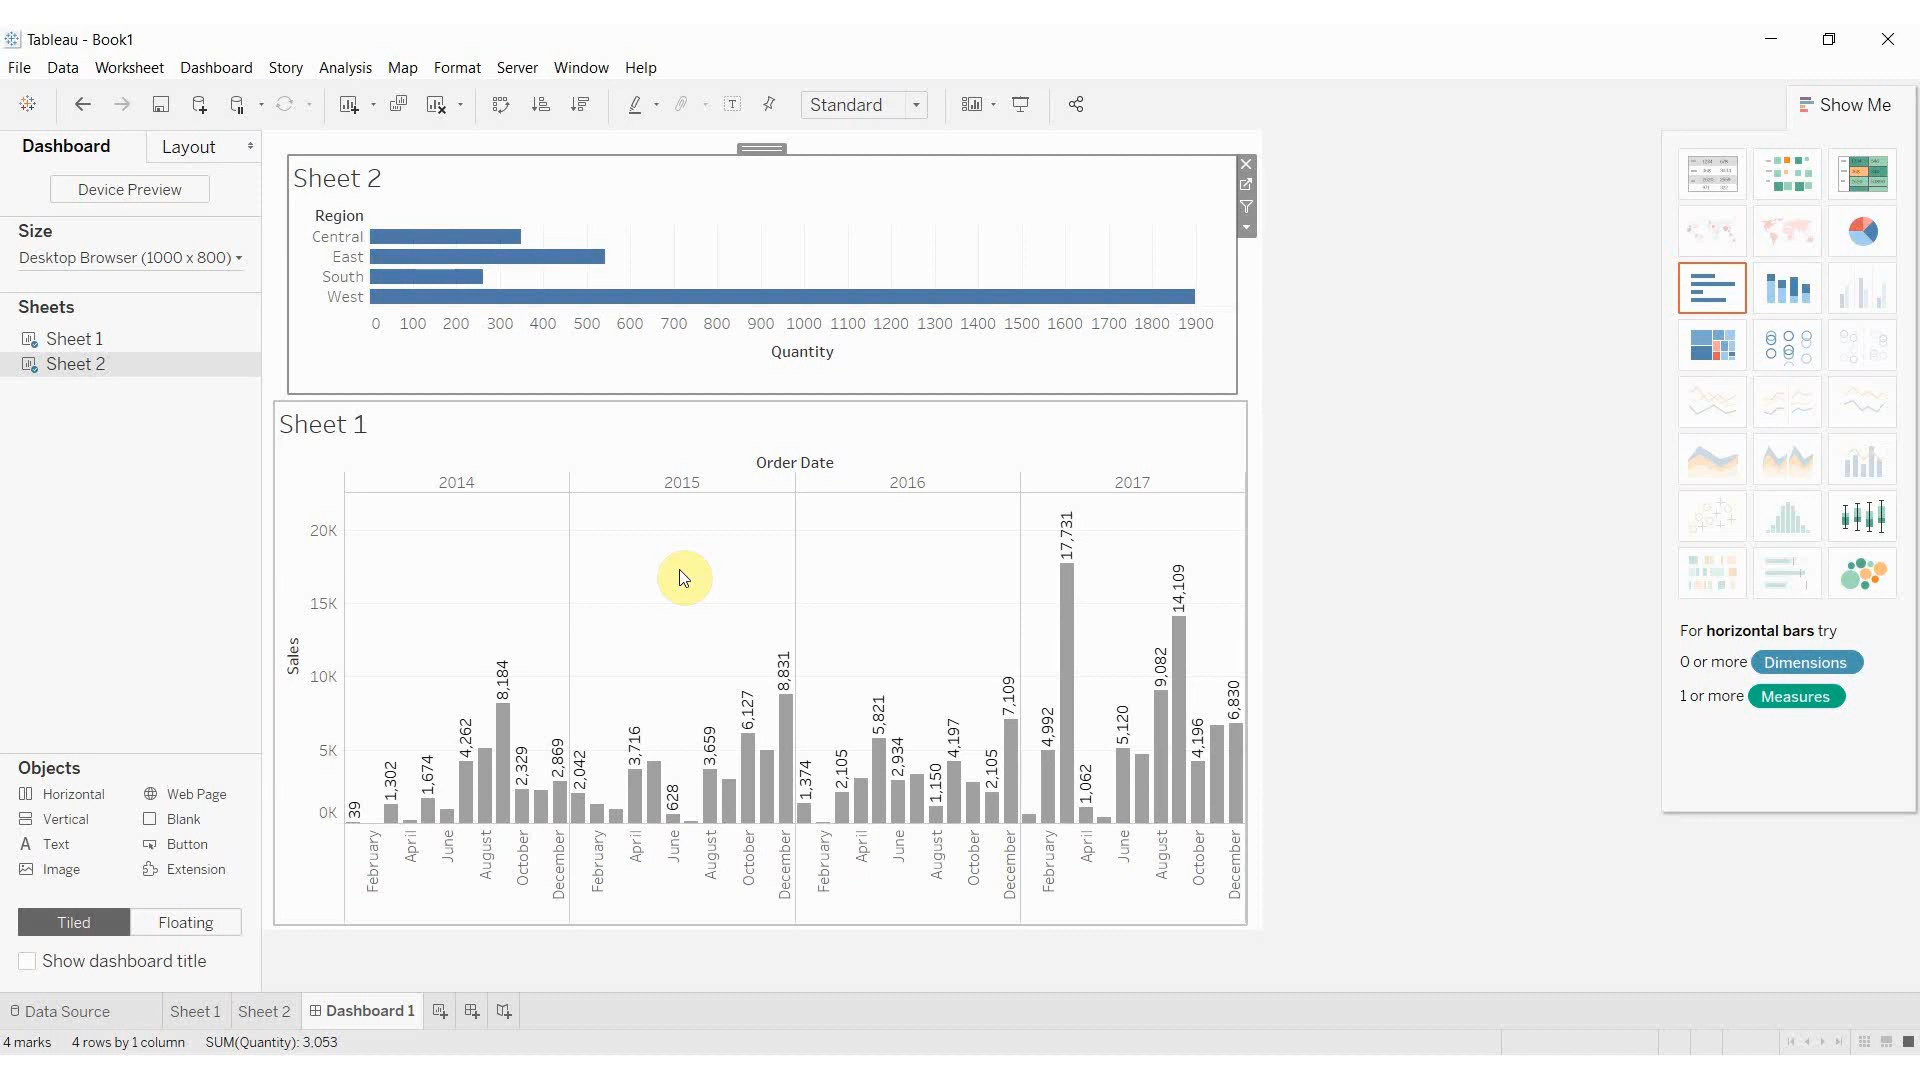 Tableau - Book1
File Data Worksheet Dashboard Story Analysis Map Format Server Window Help
Standard
Show Me
Dashboard Layout
Device Preview
Size
Desktop Browser (1000 x 800)
Sheets
Sheet 1
Sheet 2
Objects
Horizontal Web Page
Vertical Blank
Text Button
Image Extension
Tiled Floating
Show dashboard title
Sheet 2
Region
Central
East
South
West
0 100 200 300 400 500 600 700 800 900 1000 1100 1200 1300 1400 1500 1600 1700 1800 1900
Quantity
Sheet 1
Order Date
2014 2015 2016 2017
Sales
20K
15K
10K
5K
0K
39 1,302 1,674 4,262 8,184 2,329 2,869 2,042 3,716 628 3,659 6,127 8,831 1,374 2,105 5,821 2,934 1,150 4,197 2,105 7,109 4,992 17,731 1,062 5,120 9,082 14,109 4,196 6,830
February April June August October December February April June August October December February April June August October December February April June August October December
For horizontal bars try
0 or more Dimensions
1 or more Measures
Data Source Sheet 1 Sheet 2 Dashboard 1
4 marks 4 rows by 1 column SUM(Quantity): 3,053